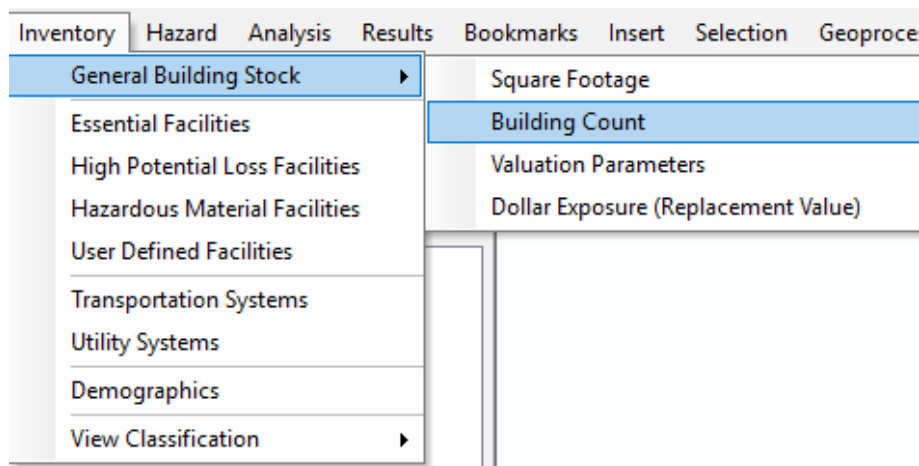 Inventory Hazard Analysis Results Bookmarks Insert Selection Geoproce
General Building Stock
Essential Facilities
High Potential Loss Facilities
Hazardous Material Facilities
User Defined Facilities
Transportation Systems
Utility Systems
Demographics
View Classification
Square Footage
Building Count
Valuation Parameters
Dollar Exposure (Replacement Value)